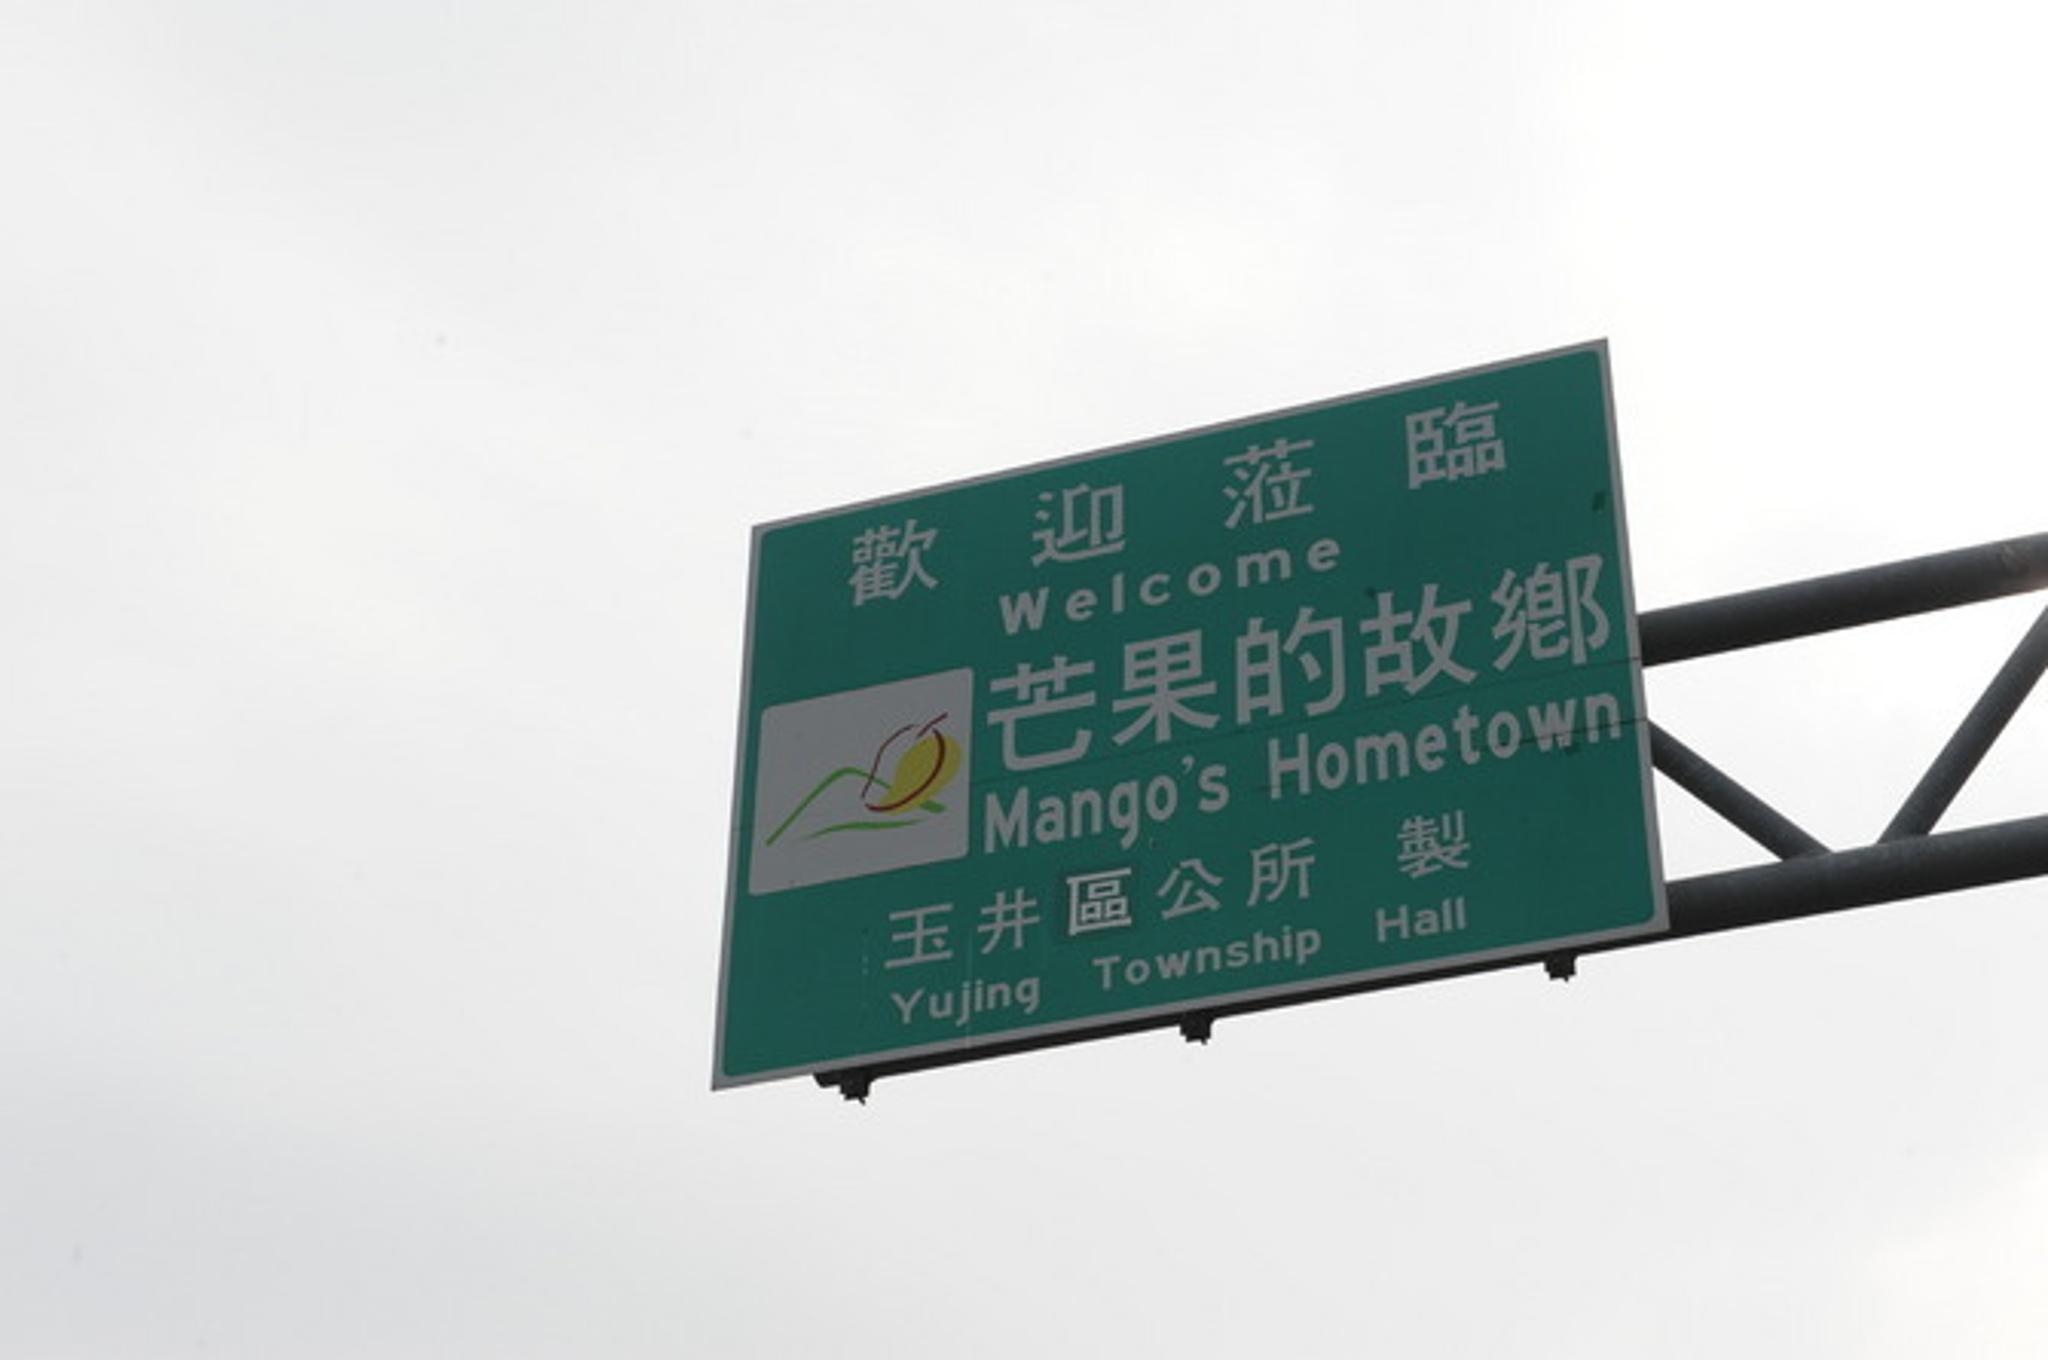 歡迎蒞臨
Welcome
芒果的故鄉
Mango's Hometown
玉井區公所 製
Yujing Township Hall